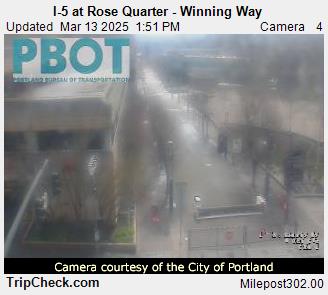 I-5 at Rose Quarter - Winning Way
Updated Mar 13 2025 1:51 PM Camera 4
PBOT
PORTLAND BUREAU OF TRANSPORTATION
Camera courtesy of the City of Portland
TripCheck.com Milepost302.00